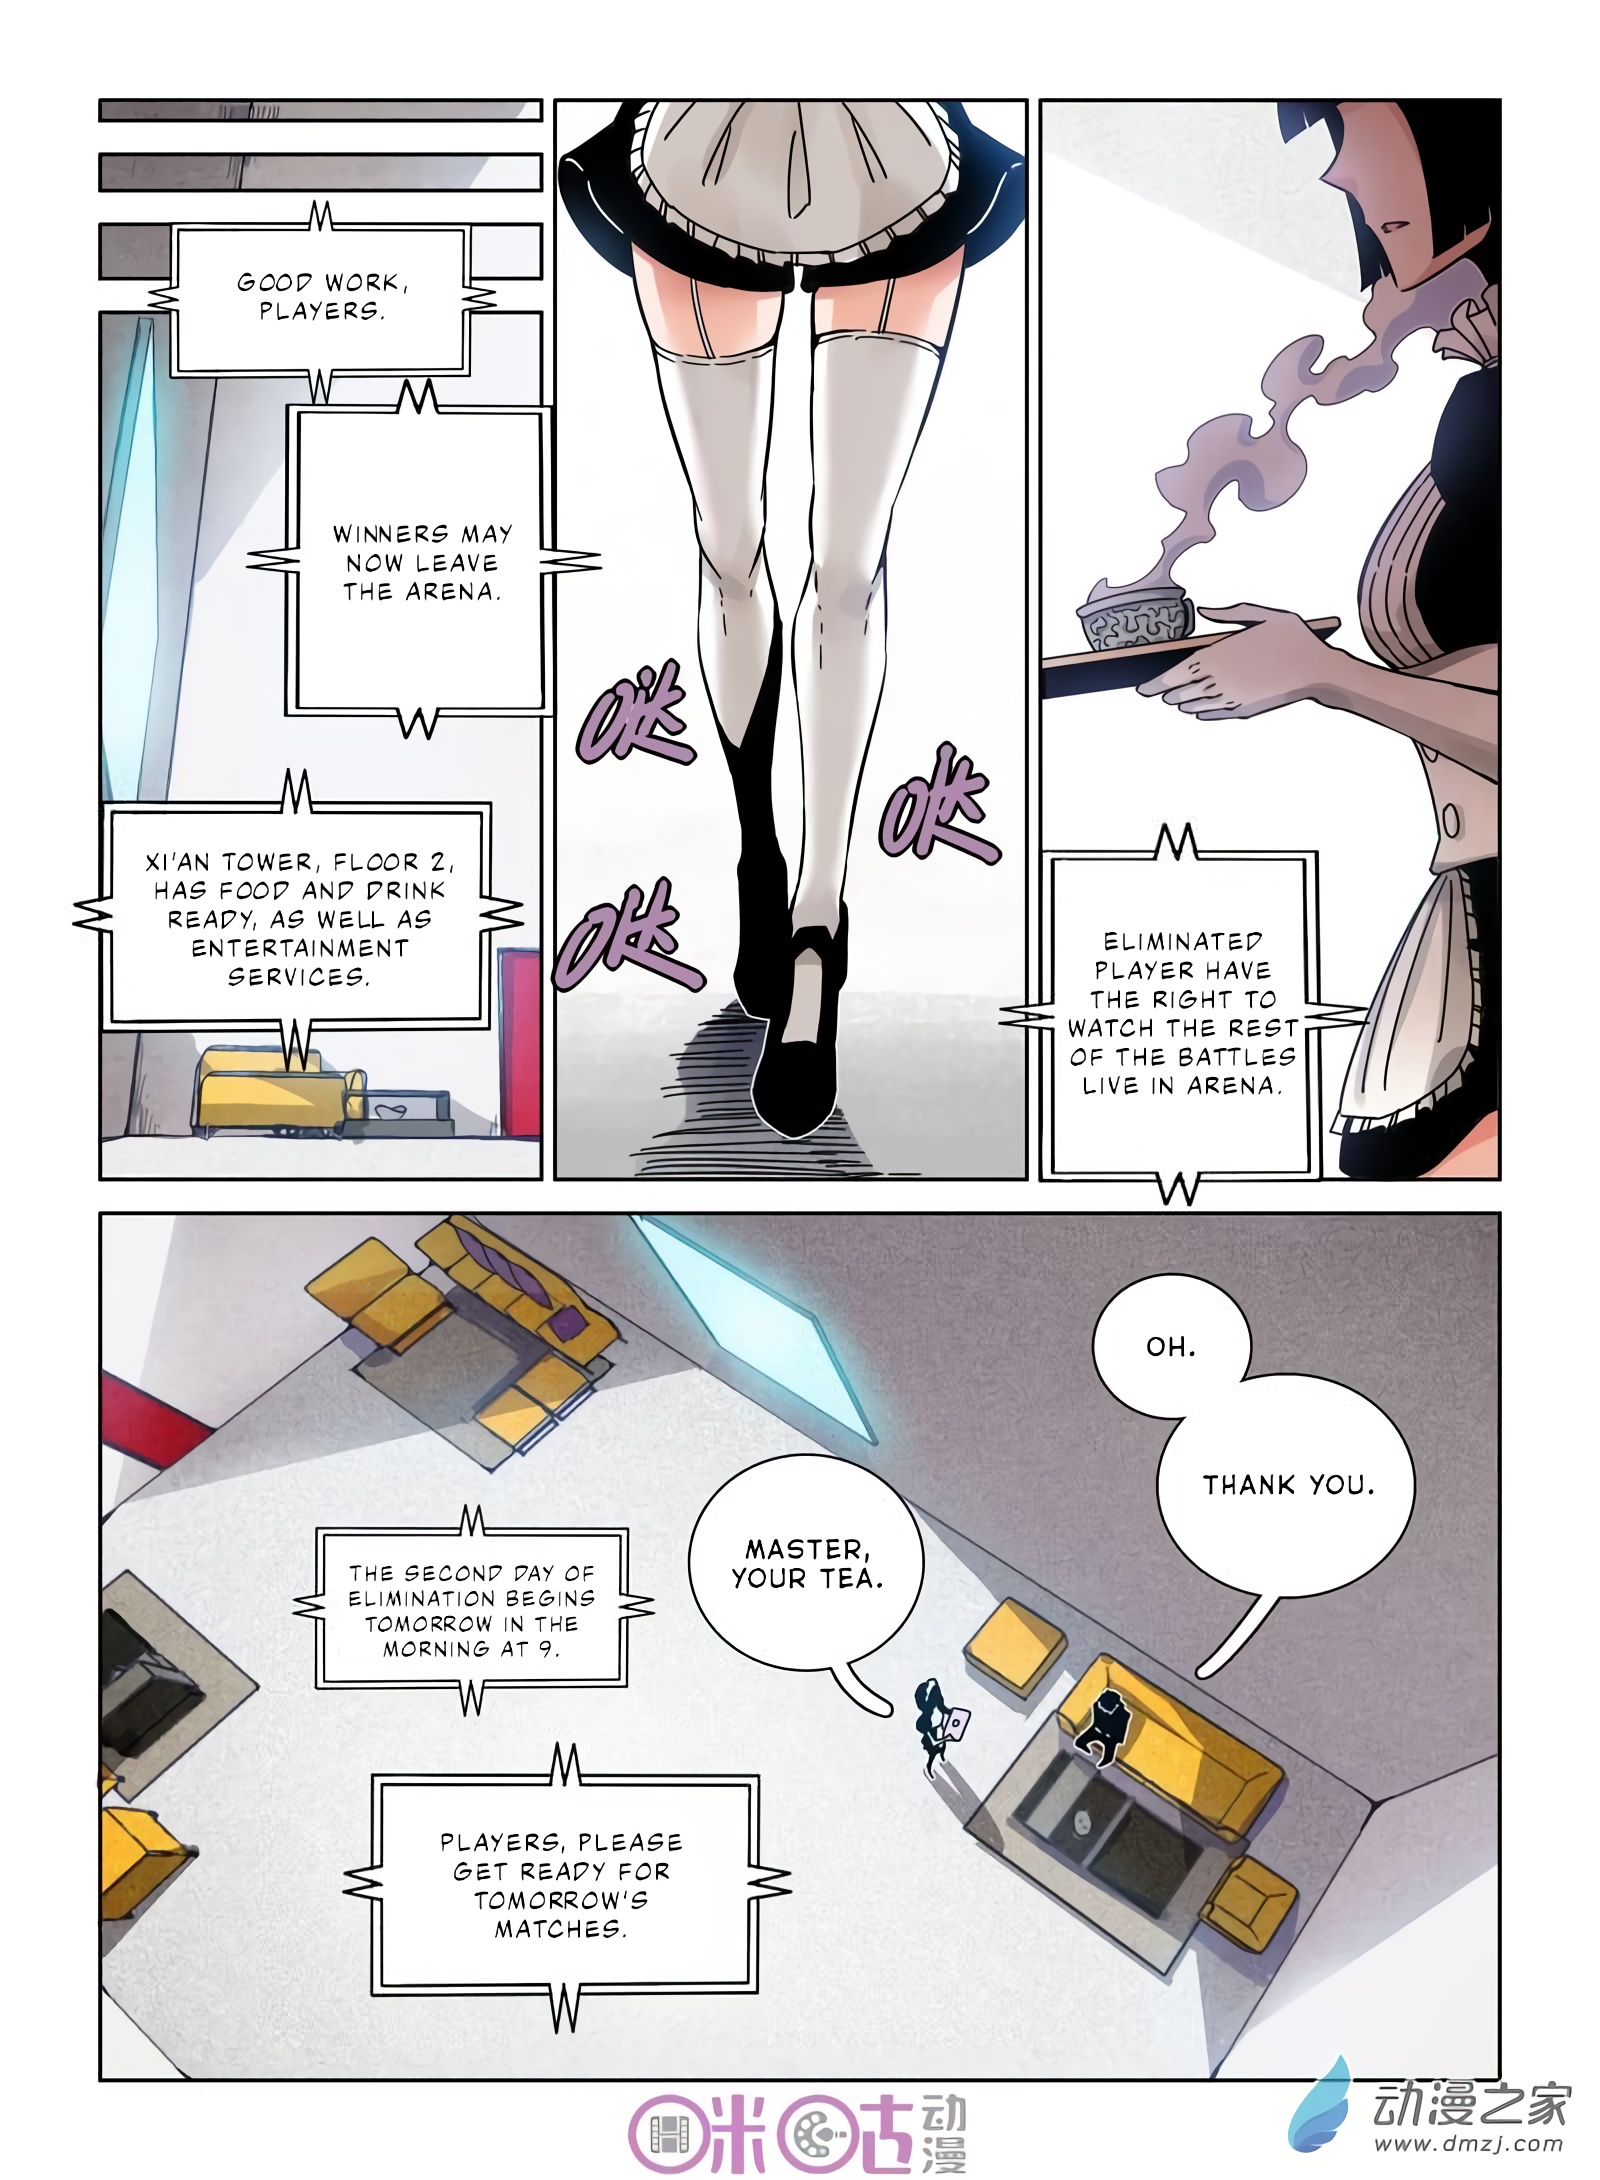 GOOD WORK,
PLAYERS.
WINNERS MAY
NOW LEAVE
THE ARENA.
XI'AN TOWER, FLOOR 2,
HAS FOOD AND DRINK
READY, AS WELL AS
ENTERTAINMENT
SERVICES.
咔
咔
咔
ELIMINATED
PLAYER HAVE
THE RIGHT TO
WATCH THE REST
OF THE BATTLES
LIVE IN ARENA.
OH.
THANK YOU.
MASTER,
YOUR TEA.
THE SECOND DAY OF
ELIMINATION BEGINS
TOMORROW IN THE
MORNING AT 9.
PLAYERS, PLEASE
GET READY FOR
TOMORROW'S
MATCHES.
咪咕动漫
动漫之家
www.dmzj.com